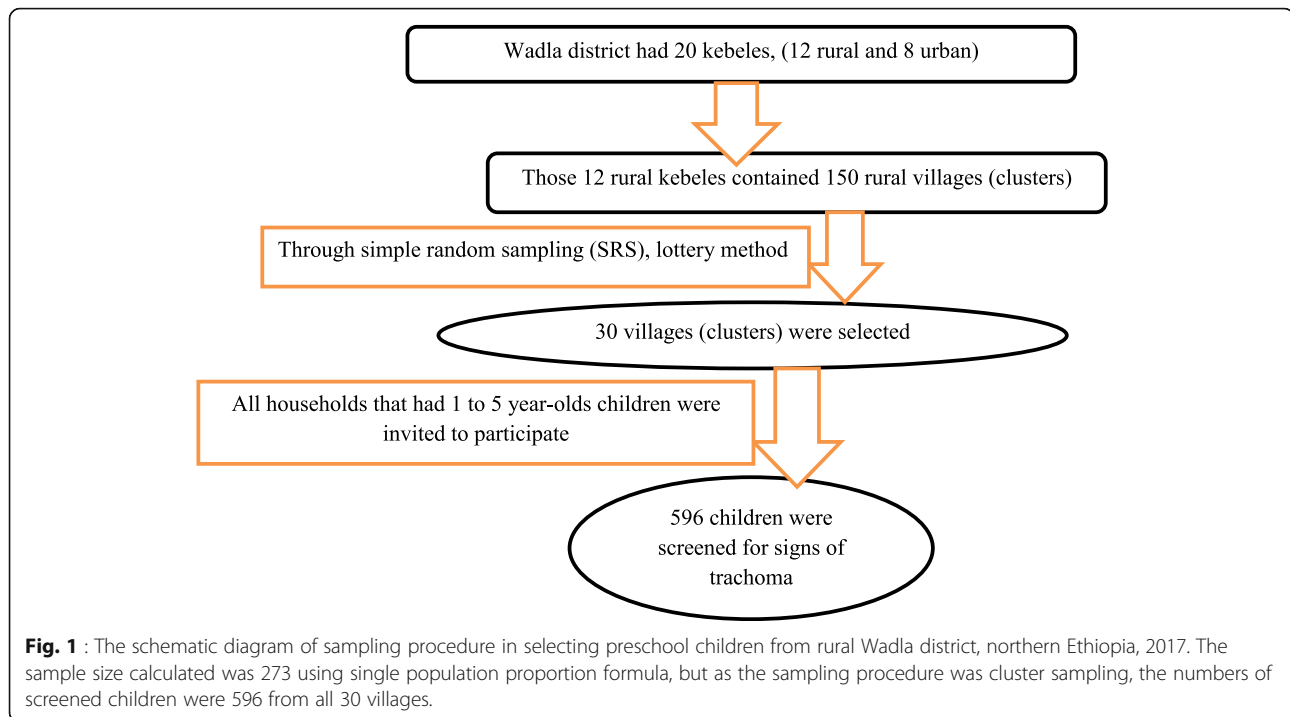 Wadla district had 20 kebeles, (12 rural and 8 urban)
Those 12 rural kebeles contained 150 rural villages (clusters)
Through simple random sampling (SRS), lottery method
30 villages (clusters) were selected
All households that had 1 to 5 year-olds children were
invited to participate
596 children were
screened for signs of
trachoma
Fig. 1 : The schematic diagram of sampling procedure in selecting preschool children from rural Wadla district, northern Ethiopia, 2017. The
sample size calculated was 273 using single population proportion formula, but as the sampling procedure was cluster sampling, the numbers of
screened children were 596 from all 30 villages.